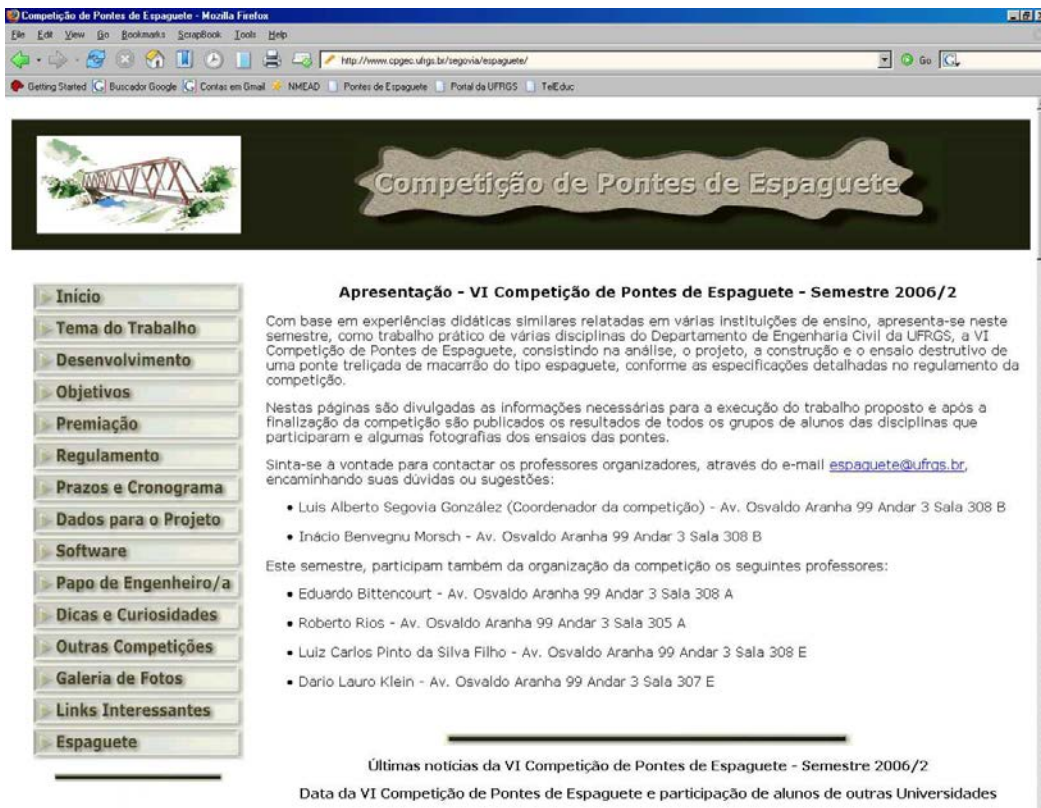 Competição de Pontes de Espaguete - Mozilla Firefox
File Edit View Go Bookmarks ScrapBook Tools Help
http://www.cpgec.ufrgs.br/segovia/espaguete/
Go
Getting Started Buscador Google Contas em Gmail NMEAD Pontes de Espaguete Portal da UFRGS TelEduc
Competição de Pontes de Espaguete
Início
Tema do Trabalho
Desenvolvimento
Objetivos
Premiação
Regulamento
Prazos e Cronograma
Dados para o Projeto
Software
Papo de Engenheiro/a
Dicas e Curiosidades
Outras Competições
Galeria de Fotos
Links Interessantes
Espaguete
Apresentação - VI Competição de Pontes de Espaguete - Semestre 2006/2
Com base em experiências didáticas similares relatadas em várias instituições de ensino, apresenta-se neste
semestre, como trabalho prático de várias disciplinas do Departamento de Engenharia Civil da UFRGS, a VI
Competição de Pontes de Espaguete, consistindo na análise, o projeto, a construção e o ensaio destrutivo de
uma ponte treliçada de macarrão do tipo espaguete, conforme as especificações detalhadas no regulamento da
competição.
Nestas páginas são divulgadas as informações necessárias para a execução do trabalho proposto e após a
finalização da competição são publicados os resultados de todos os grupos de alunos das disciplinas que
participaram e algumas fotografias dos ensaios das pontes.
Sinta-se à vontade para contactar os professores organizadores, através do e-mail espaguete@ufrgs.br,
encaminhando suas dúvidas ou sugestões:
• Luis Alberto Segovia González (Coordenador da competição) - Av. Osvaldo Aranha 99 Andar 3 Sala 308 B
• Inácio Benvegnu Morsch - Av. Osvaldo Aranha 99 Andar 3 Sala 308 B
Este semestre, participam também da organização da competição os seguintes professores:
• Eduardo Bittencourt - Av. Osvaldo Aranha 99 Andar 3 Sala 308 A
• Roberto Rios - Av. Osvaldo Aranha 99 Andar 3 Sala 305 A
• Luiz Carlos Pinto da Silva Filho - Av. Osvaldo Aranha 99 Andar 3 Sala 308 E
• Dario Lauro Klein - Av. Osvaldo Aranha 99 Andar 3 Sala 307 E
Últimas notícias da VI Competição de Pontes de Espaguete - Semestre 2006/2
Data da VI Competição de Pontes de Espaguete e participação de alunos de outras Universidades